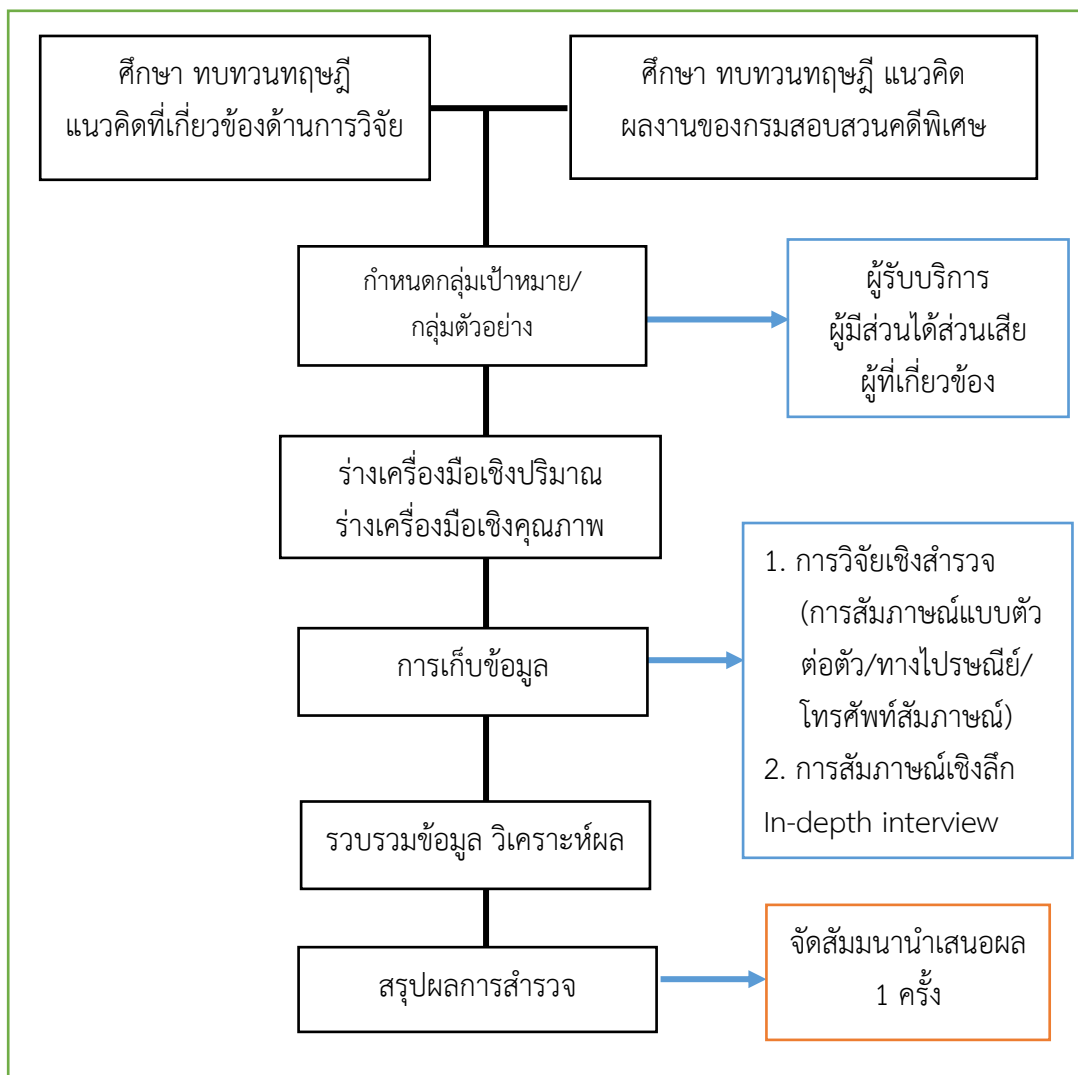 ศึกษา ทบทวนทฤษฎี
แนวคิดที่เกี่ยวข้องด้านการวิจัย
ศึกษา ทบทวนทฤษฎี แนวคิด
ผลงานของกรมสอบสวนคดีพิเศษ
กำหนดกลุ่มเป้าหมาย/
กลุ่มตัวอย่าง
ผู้รับบริการ
ผู้มีส่วนได้ส่วนเสีย
ผู้ที่เกี่ยวข้อง
ร่างเครื่องมือเชิงปริมาณ
ร่างเครื่องมือเชิงคุณภาพ
การเก็บข้อมูล
1. การวิจัยเชิงสำรวจ
(การสัมภาษณ์แบบตัว
ต่อตัว/ทางไปรษณีย์/
โทรศัพท์สัมภาษณ์)
2. การสัมภาษณ์เชิงลึก
In-depth interview
รวบรวมข้อมูล วิเคราะห์ผล
สรุปผลการสำรวจ
จัดสัมมนานำเสนอผล
1 ครั้ง